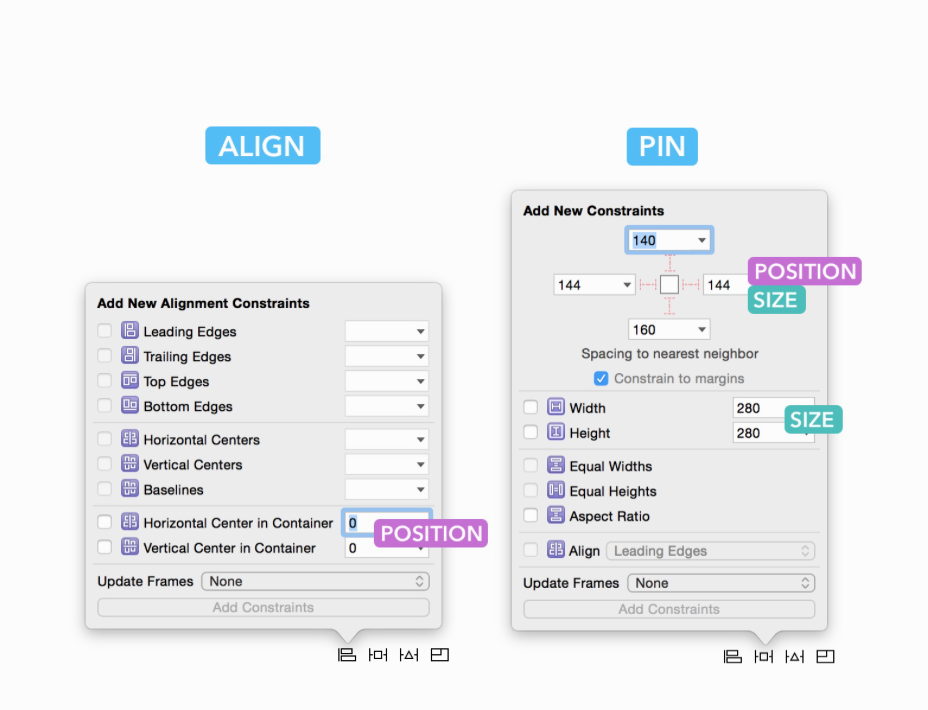 ALIGN
Add New Alignment Constraints
Leading Edges
Trailing Edges
Top Edges
Bottom Edges
Horizontal Centers
Vertical Centers
Baselines
Horizontal Center in Container 0
POSITION
Vertical Center in Container 0
Update Frames None
Add Constraints
PIN
Add New Constraints
140
144 144
POSITION
SIZE
160
Spacing to nearest neighbor
Constrain to margins
Width 280
SIZE
Height 280
Equal Widths
Equal Heights
Aspect Ratio
Align Leading Edges
Update Frames None
Add Constraints